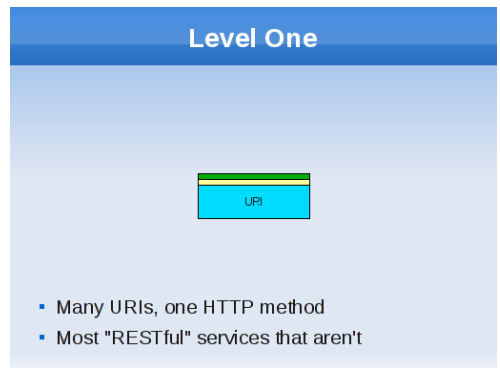 Level One
URI
Many URIs, one HTTP method
Most "RESTful" services that aren't